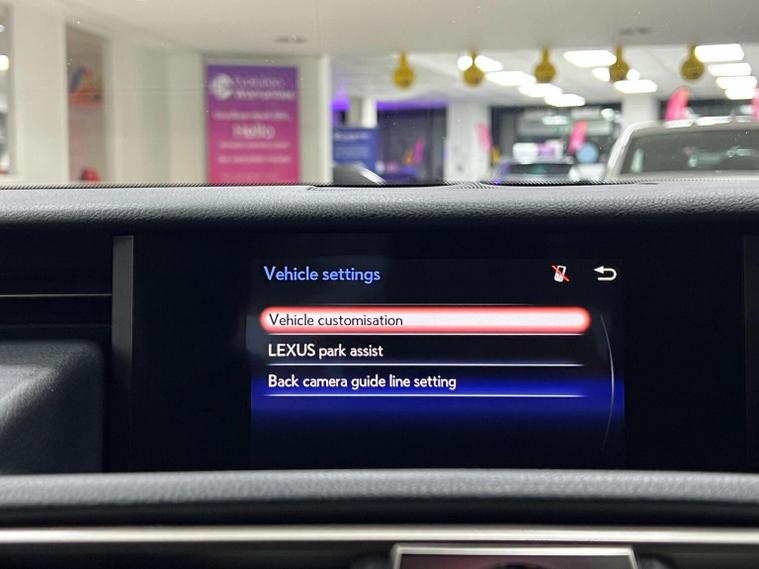 Hello
Vehicle settings
Vehicle customisation
LEXUS park assist
Back camera guide line setting